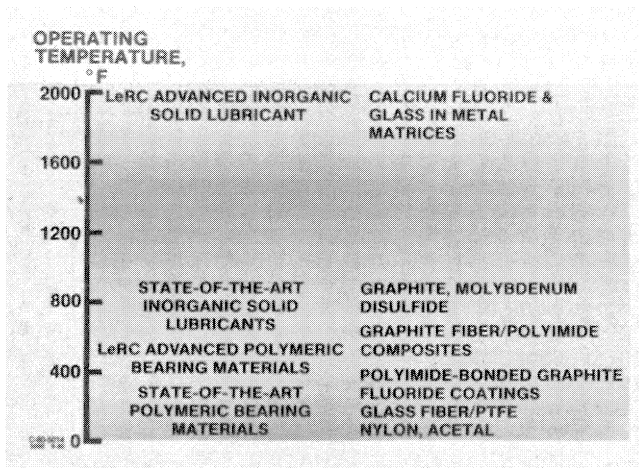 OPERATING
TEMPERATURE,
°F
2000 LeRC ADVANCED INORGANIC CALCIUM FLUORIDE &
SOLID LUBRICANT GLASS IN METAL
MATRICES
1600
1200
STATE-OF-THE-ART GRAPHITE, MOLYBDENUM
800 INORGANIC SOLID DISULFIDE
LUBRICANTS GRAPHITE FIBER/POLYIMIDE
LeRC ADVANCED POLYMERIC COMPOSITES
BEARING MATERIALS
400 POLYIMIDE-BONDED GRAPHITE
STATE-OF-THE-ART FLUORIDE COATINGS
POLYMERIC BEARING GLASS FIBER/PTFE
MATERIALS NYLON, ACETAL
0